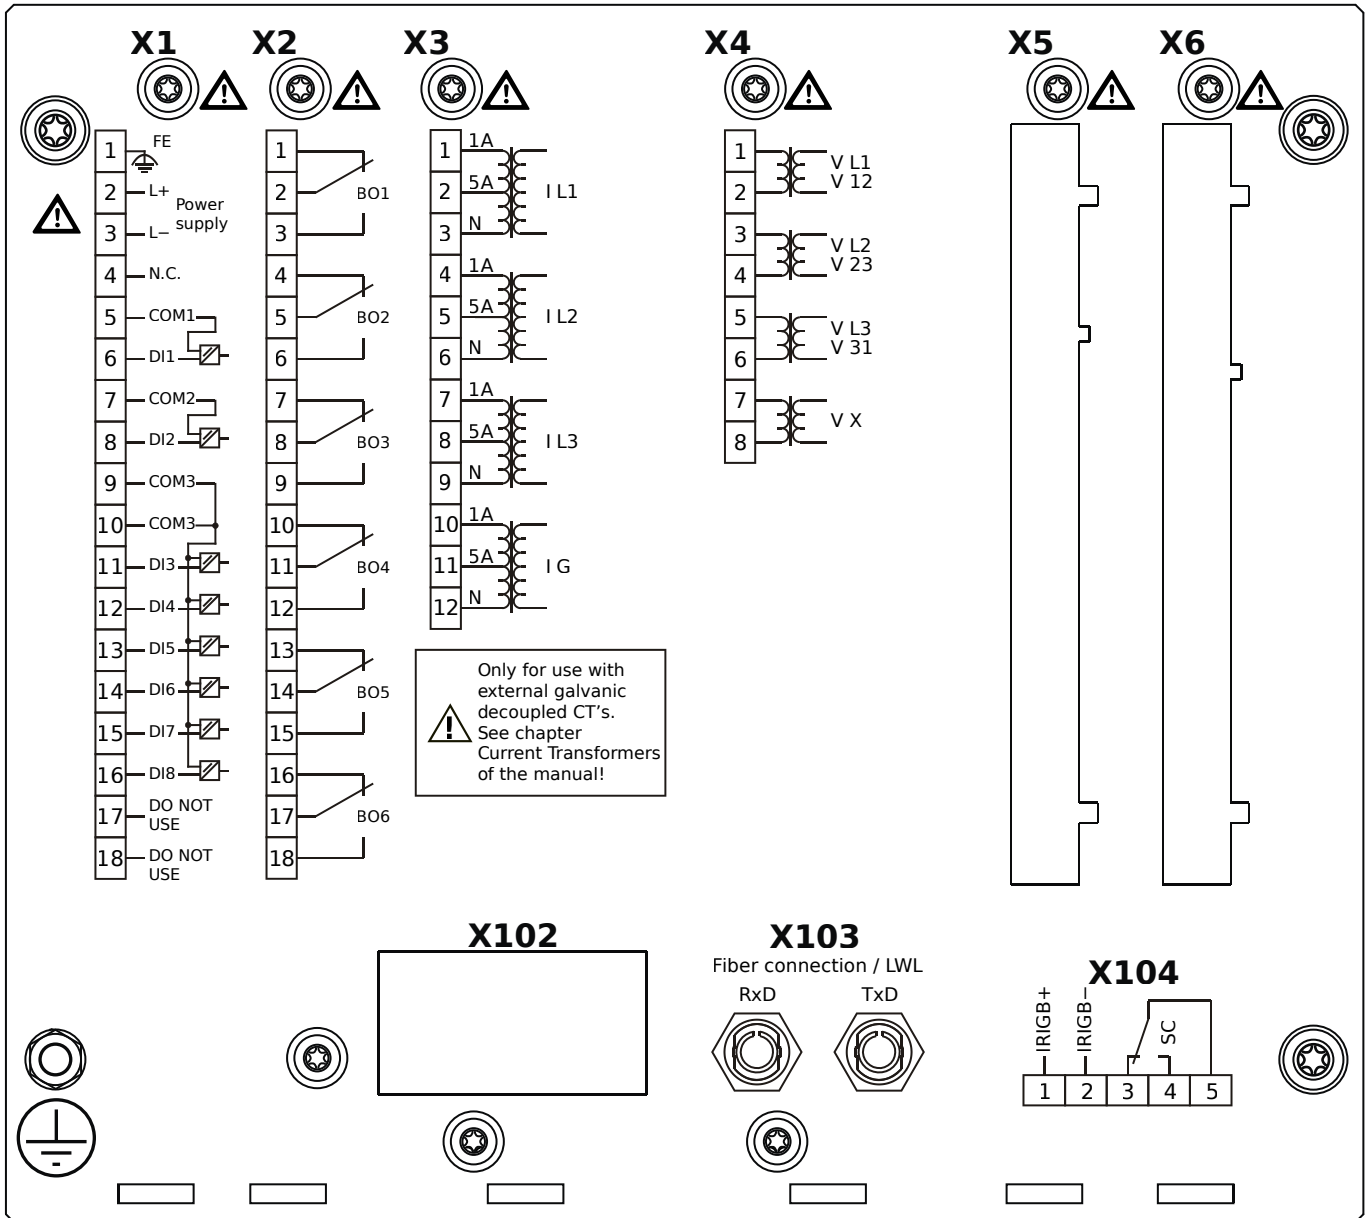 X1
X2
X3
X4
X5
X6
1 FE
2 L+
Power
supply
3 L−
4 N.C.
5 COM1
6 DI1
7 COM2
8 DI2
9 COM3
10 COM3
11 DI3
12 DI4
13 DI5
14 DI6
15 DI7
16 DI8
17 DO NOT
USE
18 DO NOT
USE
1
2 BO1
3
4
5 BO2
6
7
8 BO3
9
10
11 BO4
12
13
14 BO5
15
16
17 BO6
18
1 1A
2 5A I L1
3 N
4 1A
5 5A I L2
6 N
7 1A
8 5A I L3
9 N
10 1A
11 5A I G
12 N
Only for use with
external galvanic
decoupled CT's.
See chapter
Current Transformers
of the manual!
1 V L1
2 V 12
3 V L2
4 V 23
5 V L3
6 V 31
7 V X
8
X102
X103
Fiber connection / LWL
RxD TxD
X104
IRIGB+
IRIGB−
SC
1 2 3 4 5